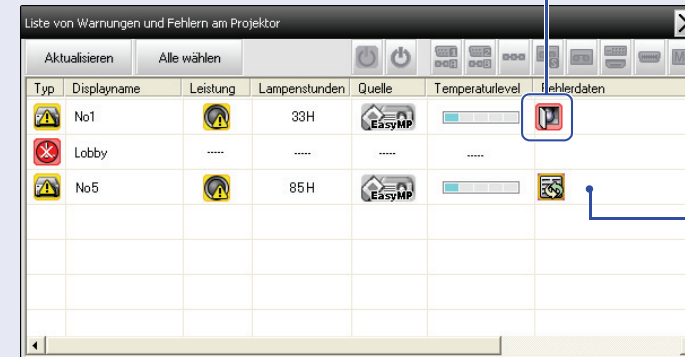 Liste von Warnungen und Fehlern am Projektor
Aktualisieren Alle wählen
Typ Displayname Leistung Lampenstunden Quelle Temperaturlevel Fehlerdaten
No1 33H EasyMP
Lobby ----- ----- ----- -----
No5 85H EasyMP